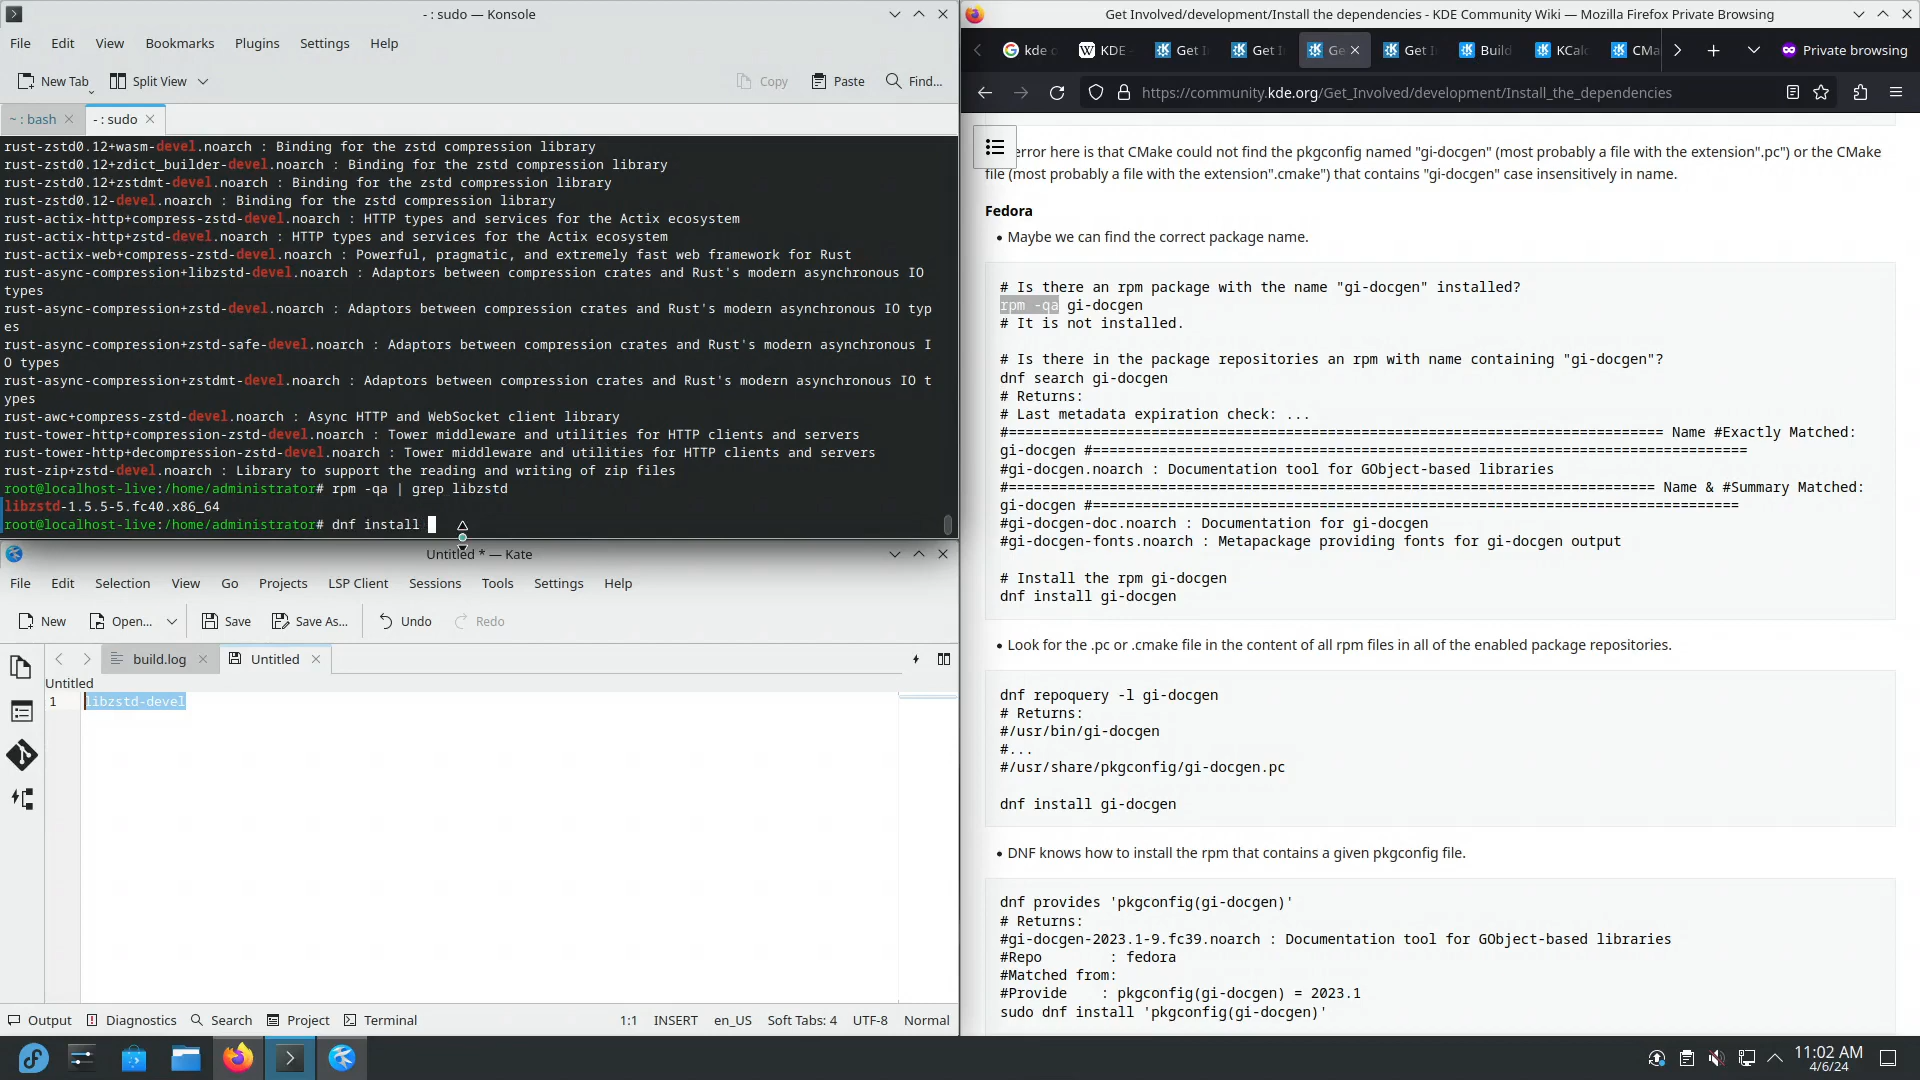 - : sudo — Konsole
File Edit View Bookmarks Plugins Settings Help
New Tab Split View Copy Paste Find...
~ : bash - : sudo
rust-zstd0.12+wasm-devel.noarch : Binding for the zstd compression library
rust-zstd0.12+zdict_builder-devel.noarch : Binding for the zstd compression library
rust-zstd0.12+zstdmt-devel.noarch : Binding for the zstd compression library
rust-zstd0.12-devel.noarch : Binding for the zstd compression library
rust-actix-http+compress-zstd-devel.noarch : HTTP types and services for the Actix ecosystem
rust-actix-http+zstd-devel.noarch : HTTP types and services for the Actix ecosystem
rust-actix-web+compress-zstd-devel.noarch : Powerful, pragmatic, and extremely fast web framework for Rust
rust-async-compression+libzstd-devel.noarch : Adaptors between compression crates and Rust's modern asynchronous IO
types
rust-async-compression+zstd-devel.noarch : Adaptors between compression crates and Rust's modern asynchronous IO typ
es
rust-async-compression+zstd-safe-devel.noarch : Adaptors between compression crates and Rust's modern asynchronous I
O types
rust-async-compression+zstdmt-devel.noarch : Adaptors between compression crates and Rust's modern asynchronous IO t
ypes
rust-awc+compress-zstd-devel.noarch : Async HTTP and WebSocket client library
rust-tower-http+compression-zstd-devel.noarch : Tower middleware and utilities for HTTP clients and servers
rust-tower-http+decompression-zstd-devel.noarch : Tower middleware and utilities for HTTP clients and servers
rust-zip+zstd-devel.noarch : Library to support the reading and writing of zip files
root@localhost-live:/home/administrator# rpm -qa | grep libzstd
libzstd-1.5.5-5.fc40.x86_64
root@localhost-live:/home/administrator# dnf install
Untitled * — Kate
File Edit Selection View Go Projects LSP Client Sessions Tools Settings Help
New Open... Save Save As... Undo Redo
build.log Untitled
Untitled
1 libzstd-devel
Output Diagnostics Search Project Terminal 1:1 INSERT en_US Soft Tabs: 4 UTF-8 Normal
Get Involved/development/Install the dependencies - KDE Community Wiki — Mozilla Firefox Private Browsing
kde KDE Get Get Ge Get Build KCal CMa Private browsing
https://community.kde.org/Get_Involved/development/Install_the_dependencies
error here is that CMake could not find the pkgconfig named "gi-docgen" (most probably a file with the extension".pc") or the CMake
file (most probably a file with the extension".cmake") that contains "gi-docgen" case insensitively in name.
Fedora
• Maybe we can find the correct package name.
# Is there an rpm package with the name "gi-docgen" installed?
rpm -qa gi-docgen
# It is not installed.
# Is there in the package repositories an rpm with name containing "gi-docgen"?
dnf search gi-docgen
# Returns:
# Last metadata expiration check: ...
#============================================================================== Name #Exactly Matched:
gi-docgen #==============================================================================
#gi-docgen.noarch : Documentation tool for GObject-based libraries
#============================================================================= Name & #Summary Matched:
gi-docgen #=============================================================================
#gi-docgen-doc.noarch : Documentation for gi-docgen
#gi-docgen-fonts.noarch : Metapackage providing fonts for gi-docgen output
# Install the rpm gi-docgen
dnf install gi-docgen
• Look for the .pc or .cmake file in the content of all rpm files in all of the enabled package repositories.
dnf repoquery -l gi-docgen
# Returns:
#/usr/bin/gi-docgen
#...
#/usr/share/pkgconfig/gi-docgen.pc
dnf install gi-docgen
• DNF knows how to install the rpm that contains a given pkgconfig file.
dnf provides 'pkgconfig(gi-docgen)'
# Returns:
#gi-docgen-2023.1-9.fc39.noarch : Documentation tool for GObject-based libraries
#Repo : fedora
#Matched from:
#Provide : pkgconfig(gi-docgen) = 2023.1
sudo dnf install 'pkgconfig(gi-docgen)'
11:02 AM
4/6/24